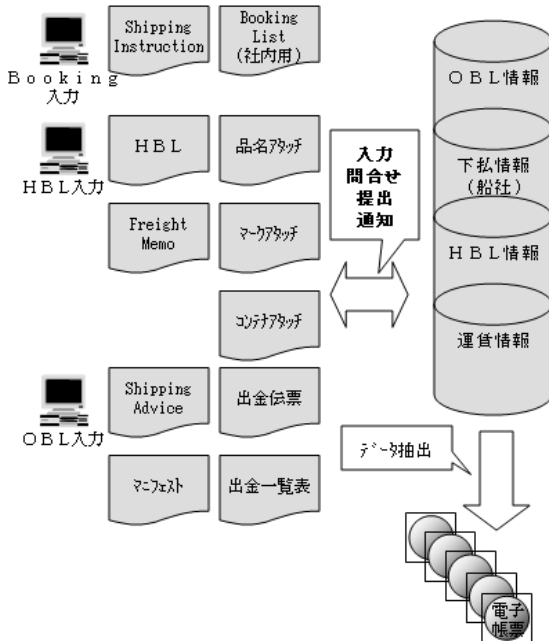 Shipping
Instruction
Booking
List
(社内用)
Ｂｏｏｋｉｎｇ
入力
ＨＢＬ
品名ｱﾀｯﾁ
ＨＢＬ入力
Freight
Memo
ﾏｰｸｱﾀｯﾁ
ｺﾝﾃﾅｱﾀｯﾁ
Shipping
Advice
出金伝票
ＯＢＬ入力
ﾏﾆﾌｪｽﾄ
出金一覧表
入力
問合せ
提出
通知
ＯＢＬ情報
下払情報
(船社)
ＨＢＬ情報
運賃情報
ﾃﾞｰﾀ抽出
電子
帳票